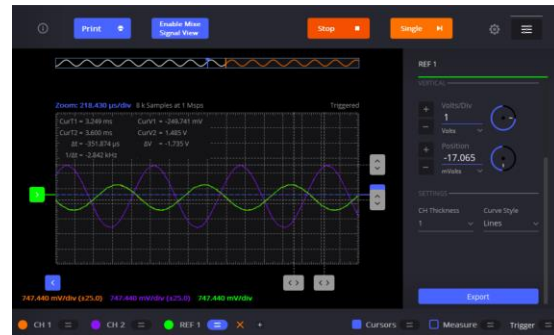 Print
Enable Mixe
Signal View
Stop
Single
REF 1
VERTICAL
Zoom: 218.430 µs/div 8 k Samples at 1 Msps Triggered
CurT1 = 3.249 ms CurV1 = -249.741 mV
CurT2 = 3.600 ms CurV2 = 1.485 V
Δt = -351.874 µs ΔV = -1.735 V
1/Δt = -2.842 kHz
Volts/Div
1
Volts
Position
-17.065
mVolts
SETTINGS
CH Thickness Curve Style
1 Lines
747.440 mV/div (±25.0) 747.440 mV/div (±25.0) 747.440 mV/div
Export
CH 1 CH 2 REF 1 Cursors Measure Trigger